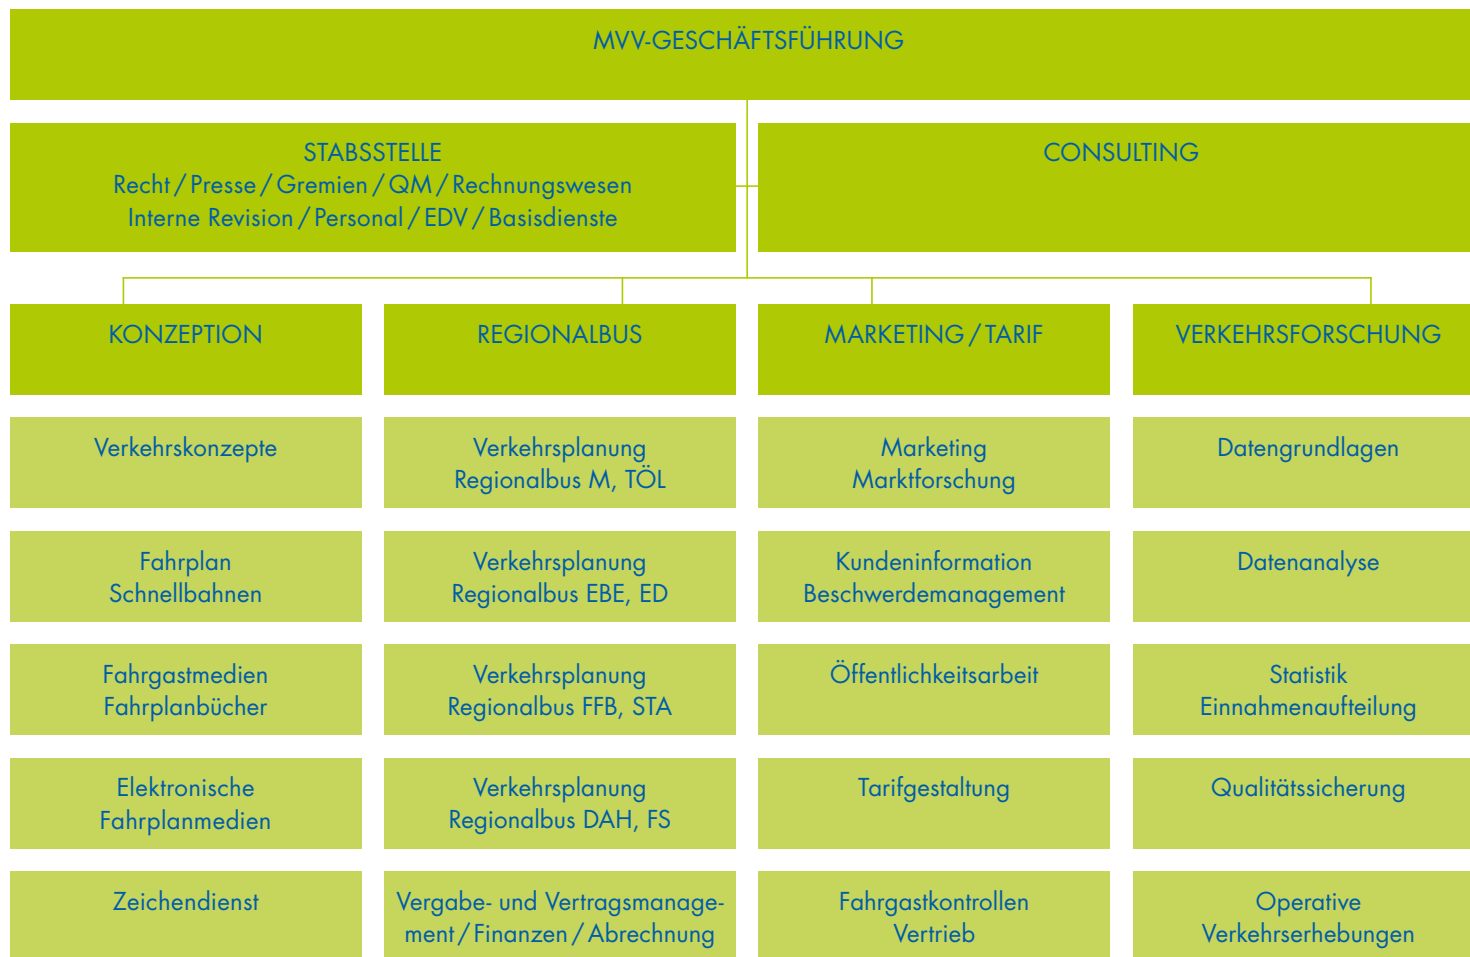 MVV-GESCHÄFTSFÜHRUNG
STABSSTELLE
Recht / Presse / Gremien / QM / Rechnungswesen
Interne Revision / Personal / EDV / Basisdienste
CONSULTING
KONZEPTION
REGIONALBUS
MARKETING / TARIF
VERKEHRSFORSCHUNG
Verkehrskonzepte
Verkehrsplanung
Regionalbus M, TÖL
Marketing
Marktforschung
Datengrundlagen
Fahrplan
Schnellbahnen
Verkehrsplanung
Regionalbus EBE, ED
Kundeninformation
Beschwerdemanagement
Datenanalyse
Fahrgastmedien
Fahrplanbücher
Verkehrsplanung
Regionalbus FFB, STA
Öffentlichkeitsarbeit
Statistik
Einnahmenaufteilung
Elektronische
Fahrplanmedien
Verkehrsplanung
Regionalbus DAH, FS
Tarifgestaltung
Qualitätssicherung
Zeichendienst
Vergabe- und Vertragsmanage-
ment / Finanzen / Abrechnung
Fahrgastkontrollen
Vertrieb
Operative
Verkehrserhebungen